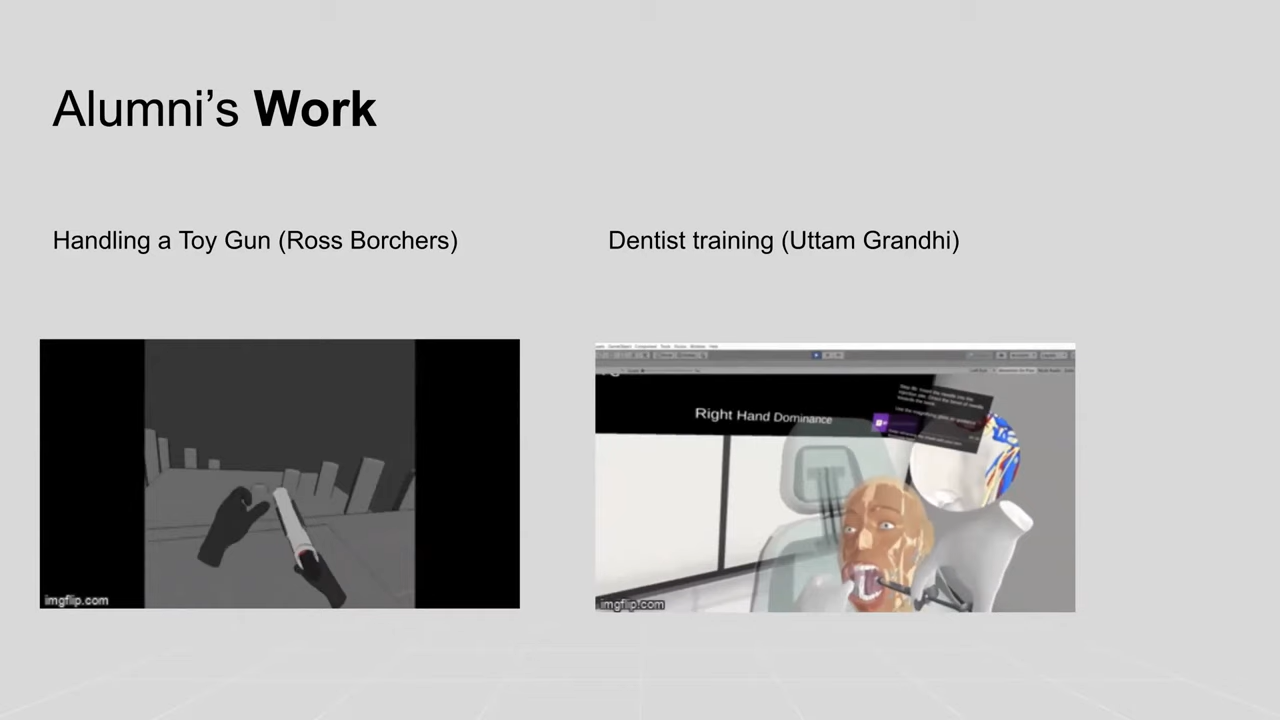 Alumni's Work
Handling a Toy Gun (Ross Borchers)
Dentist training (Uttam Grandhi)
Right Hand Dominance
imgflip.com
imgflip.com